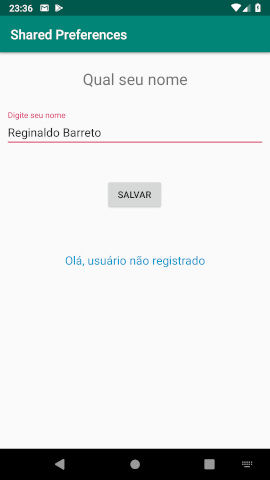 23:36
Shared Preferences
Qual seu nome
Digite seu nome
Reginaldo Barreto
SALVAR
Olá, usuário não registrado